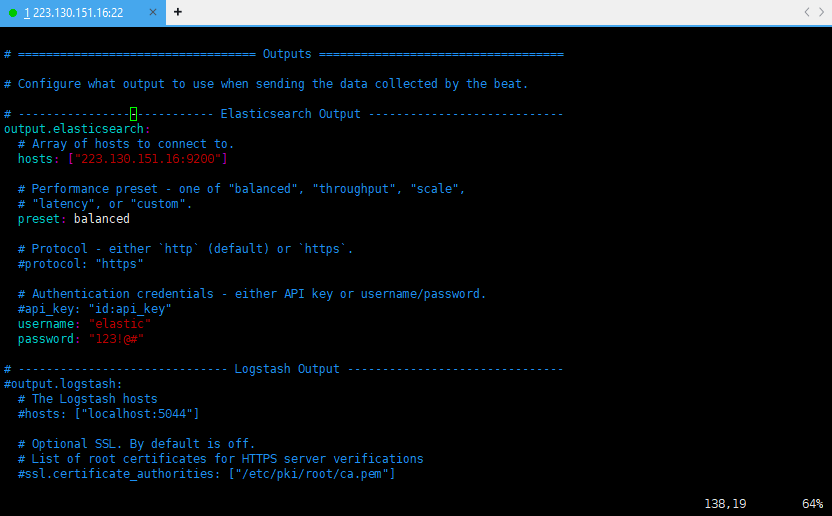 1 223.130.151.16:22 × +
# ================================== Outputs ===================================
# Configure what output to use when sending the data collected by the beat.
# ---------------------------- Elasticsearch Output ----------------------------
output.elasticsearch:
  # Array of hosts to connect to.
  hosts: ["223.130.151.16:9200"]
  # Performance preset - one of "balanced", "throughput", "scale",
  # "latency", or "custom".
  preset: balanced
  # Protocol - either `http` (default) or `https`.
  #protocol: "https"
  # Authentication credentials - either API key or username/password.
  #api_key: "id:api_key"
  username: "elastic"
  password: "123!@#"
# ------------------------------ Logstash Output -------------------------------
#output.logstash:
  # The Logstash hosts
  #hosts: ["localhost:5044"]
  # Optional SSL. By default is off.
  # List of root certificates for HTTPS server verifications
  #ssl.certificate_authorities: ["/etc/pki/root/ca.pem"]
138,19 64%